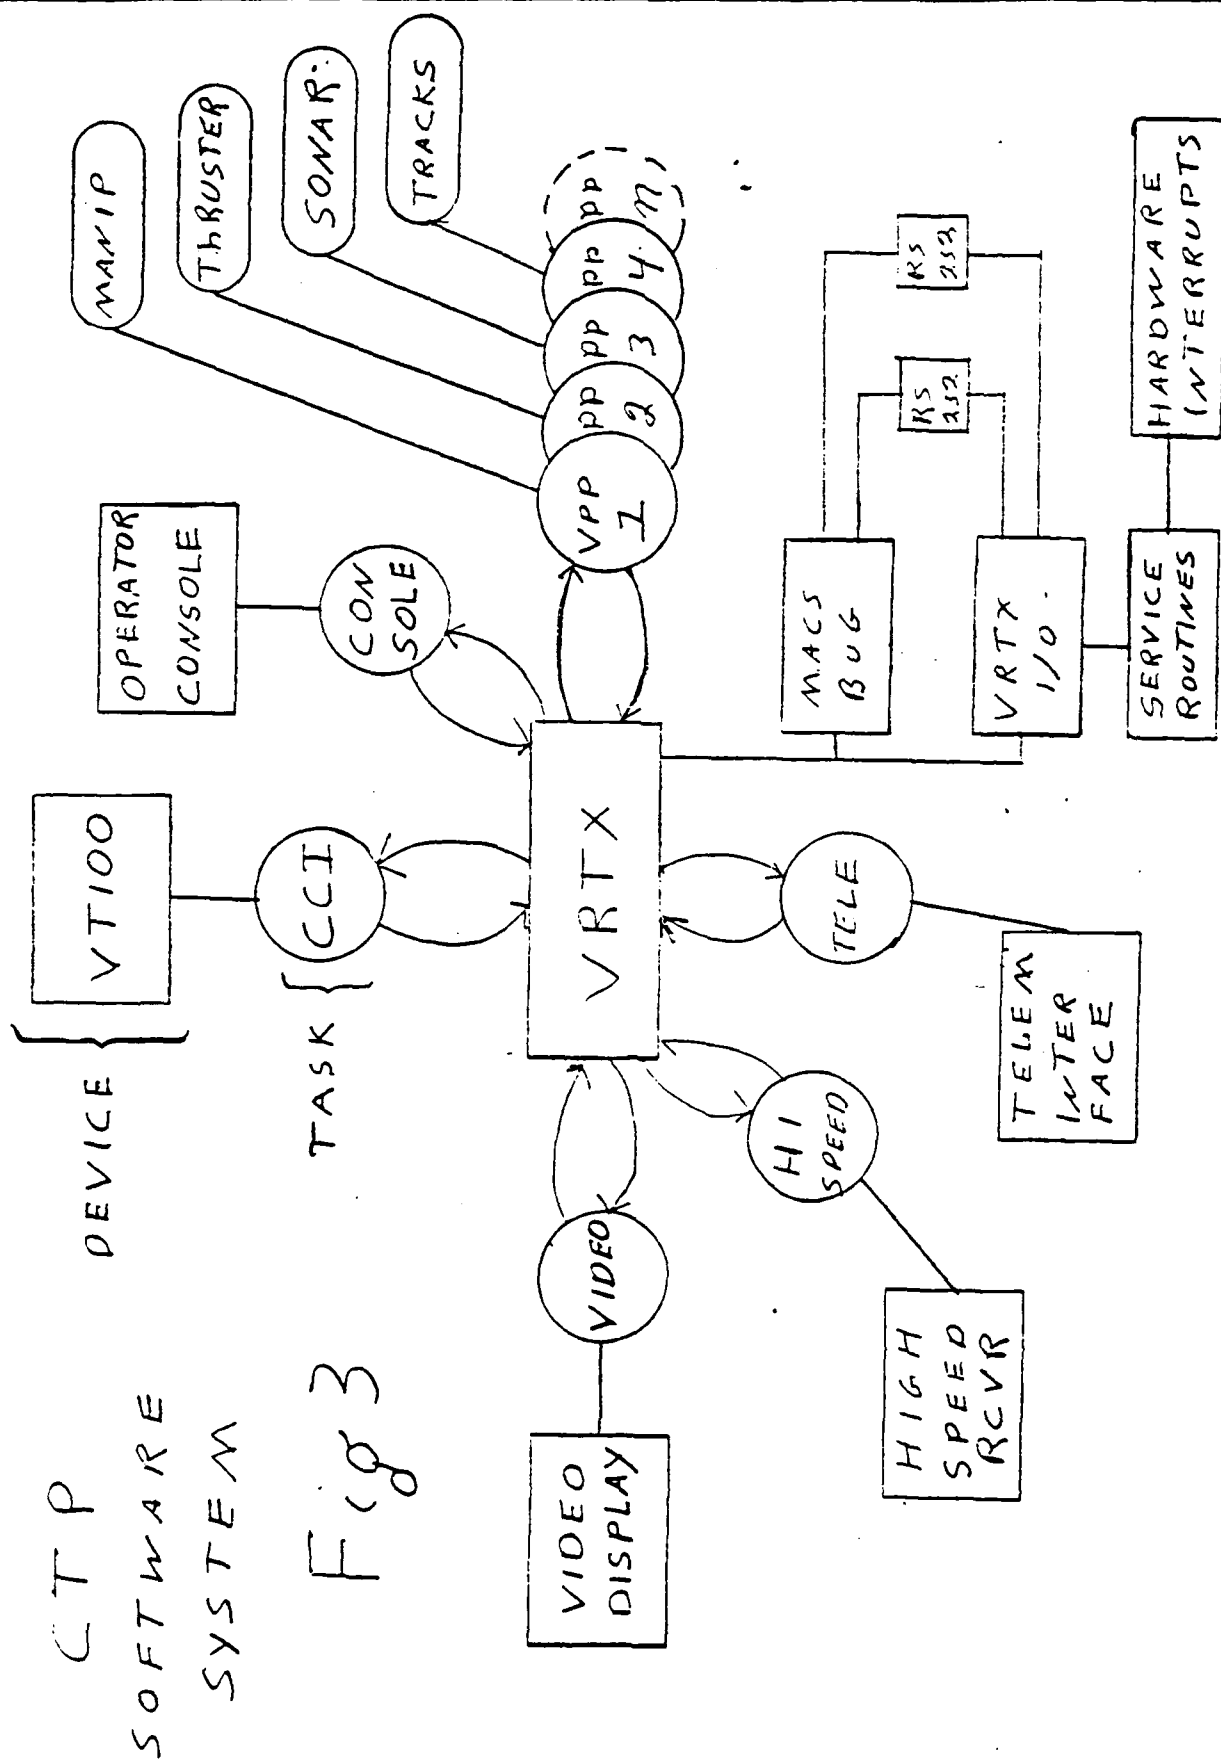 CTP
SOFTWARE
SYSTEM
Fig 3
DEVICE
TASK
VT100
CCI
OPERATOR
CONSOLE
CON
SOLE
MANIP
THRUSTER
SONAR
TRACKS
VIDEO
DISPLAY
VIDEO
VRTX
VPP
1
PP
2
PP
3
PP
4
PP
n
HI
SPEED
HIGH
SPEED
RCVR
TELE
TELEM
INTER
FACE
MACS
BUG
RS
232
RS
232
VRTX
I/O
SERVICE
ROUTINES
HARDWARE
INTERRUPTS